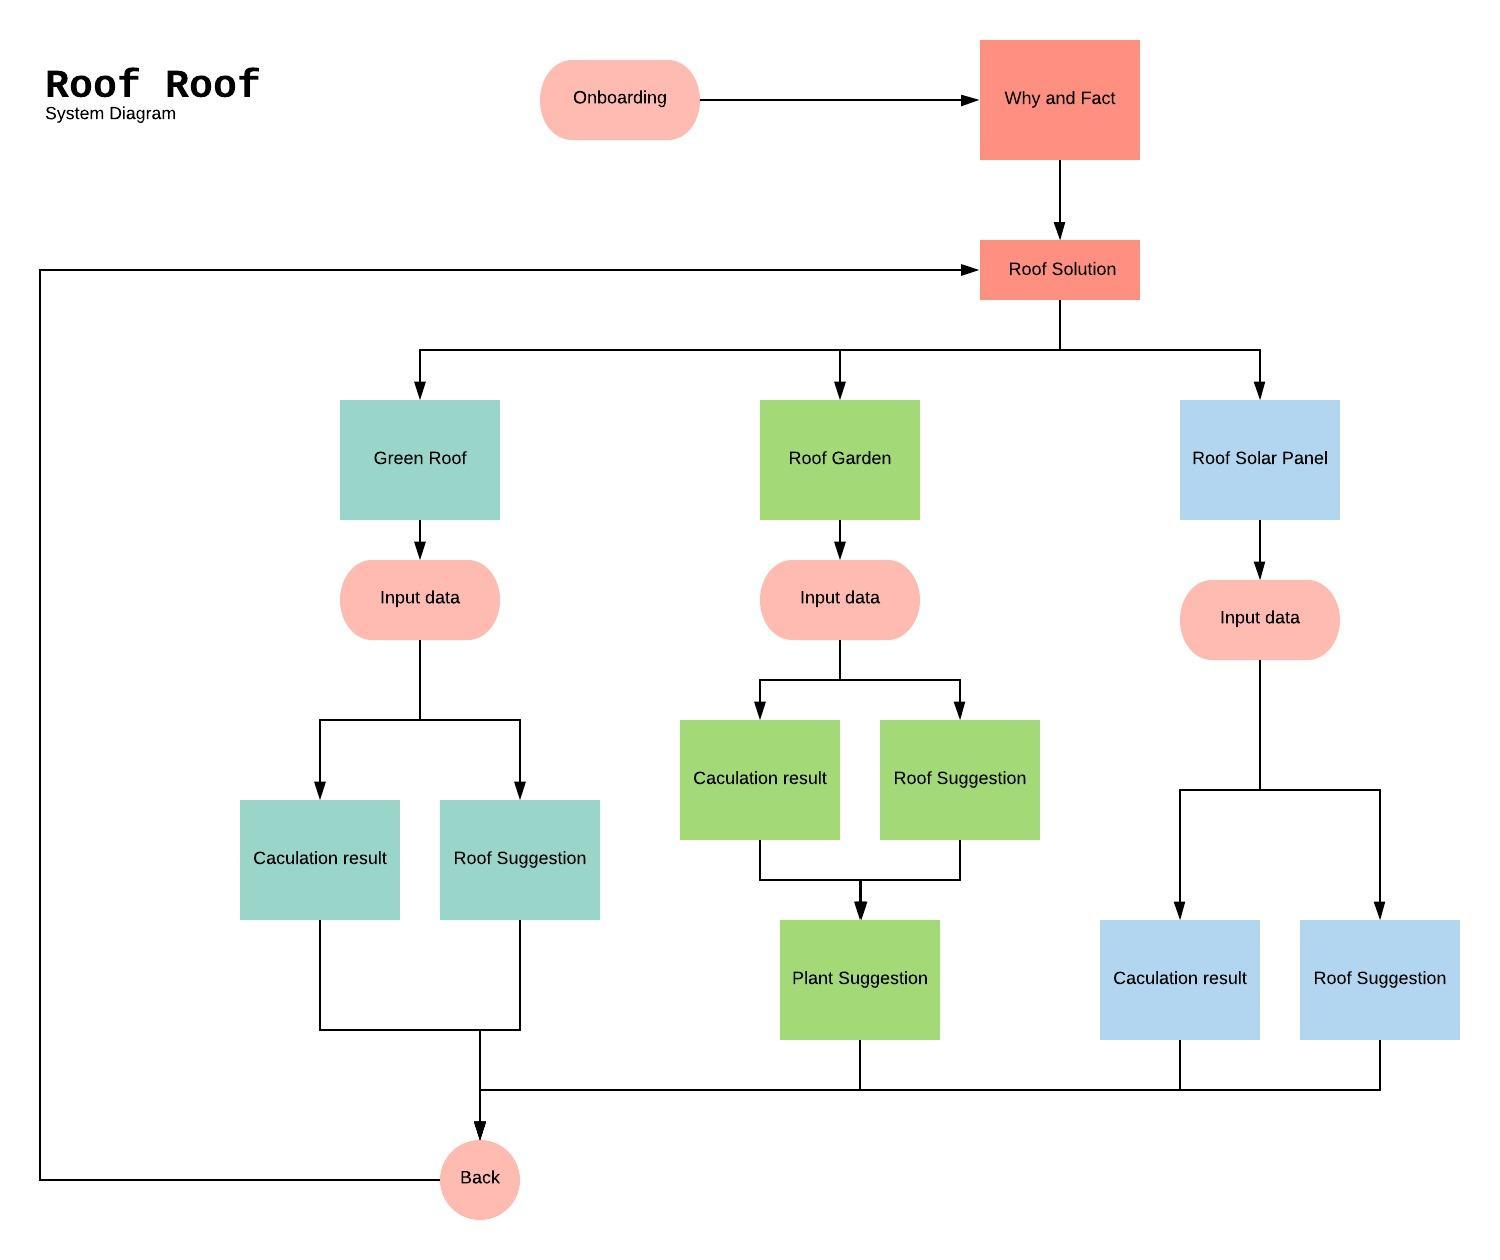 Roof Roof
System Diagram
Onboarding
Why and Fact
Roof Solution
Green Roof
Roof Garden
Roof Solar Panel
Input data
Input data
Input data
Caculation result
Roof Suggestion
Caculation result
Roof Suggestion
Plant Suggestion
Caculation result
Roof Suggestion
Back